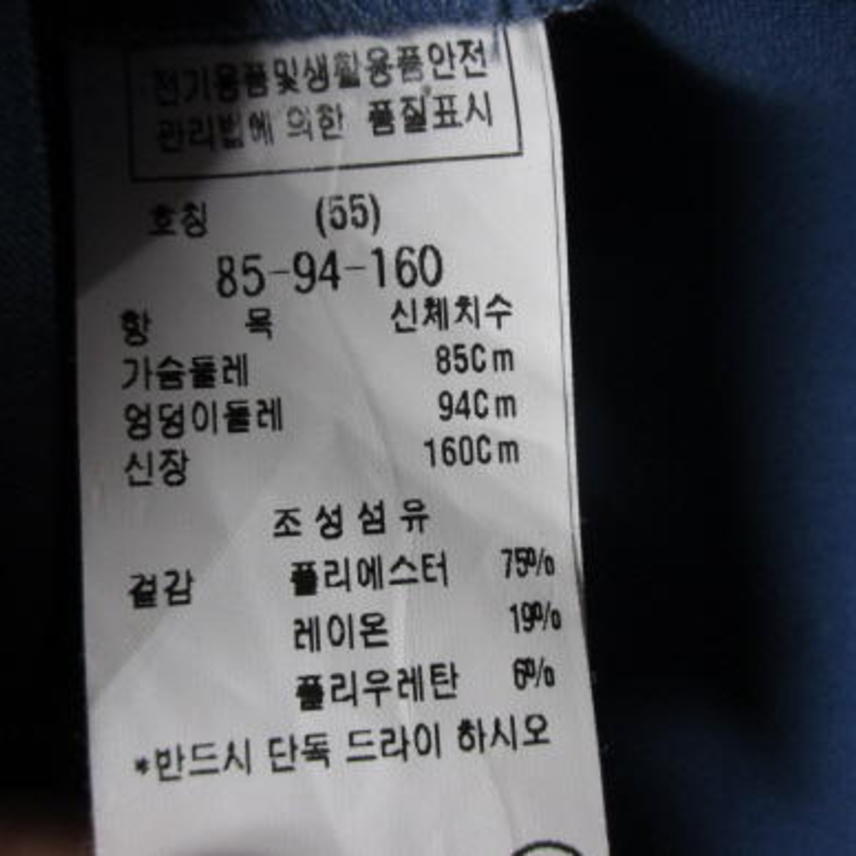 전기용품및생활용품안전
관리법에 의한 품질표시
호칭 (55)
85-94-160
항 목 신체치수
가슴둘레 85Cm
엉덩이둘레 94Cm
신장 160Cm
조성섬유
겉감 폴리에스터 75%
레이온 19%
폴리우레탄 6%
*반드시 단독 드라이 하시오